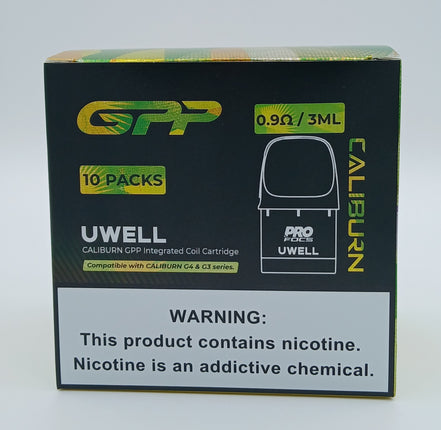 GPP
0.9Ω / 3ML
10 PACKS
CALIBURN
PRO
FOCS
UWELL
UWELL
CALIBURN GPP Integrated Coil Cartridge
Compatible with CALIBURN G4 & G3 series.
WARNING:
This product contains nicotine.
Nicotine is an addictive chemical.